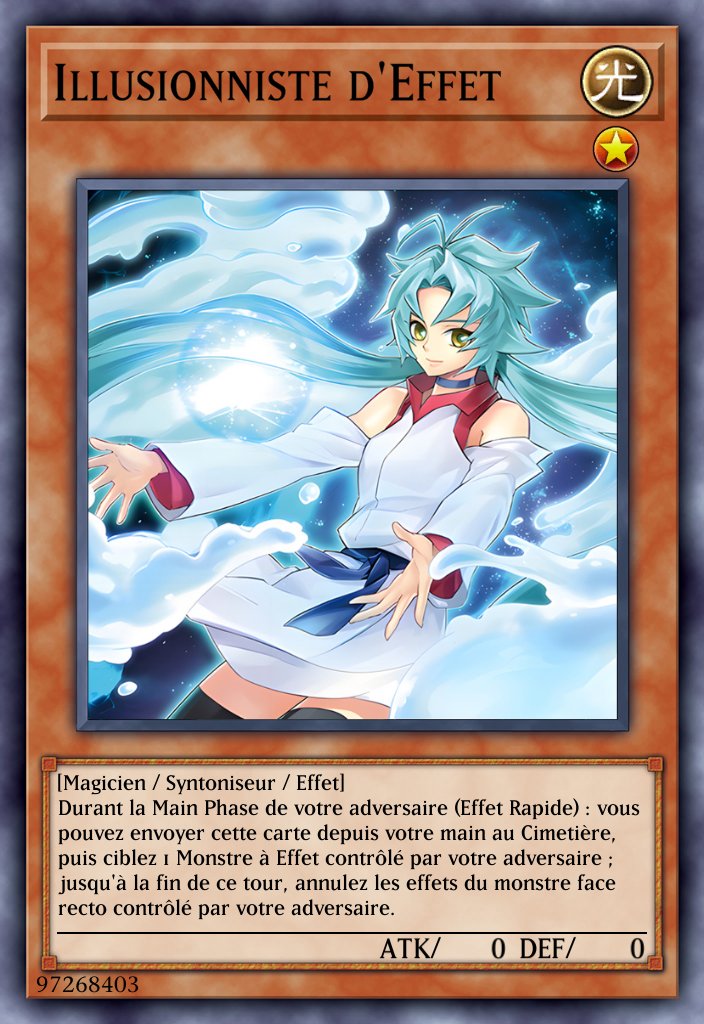 Illusionniste d'Effet
光
[Magicien / Syntoniseur / Effet]
Durant la Main Phase de votre adversaire (Effet Rapide) : vous
pouvez envoyer cette carte depuis votre main au Cimetière,
puis ciblez 1 Monstre à Effet contrôlé par votre adversaire ;
jusqu'à la fin de ce tour, annulez les effets du monstre face
recto contrôlé par votre adversaire.
ATK/ 0 DEF/ 0
97268403